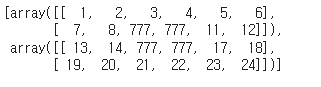 [array([[  1,   2,   3,   4,   5,   6],
       [  7,   8, 777, 777,  11,  12]]),
 array([[ 13,  14, 777, 777,  17,  18],
       [ 19,  20,  21,  22,  23,  24]])]